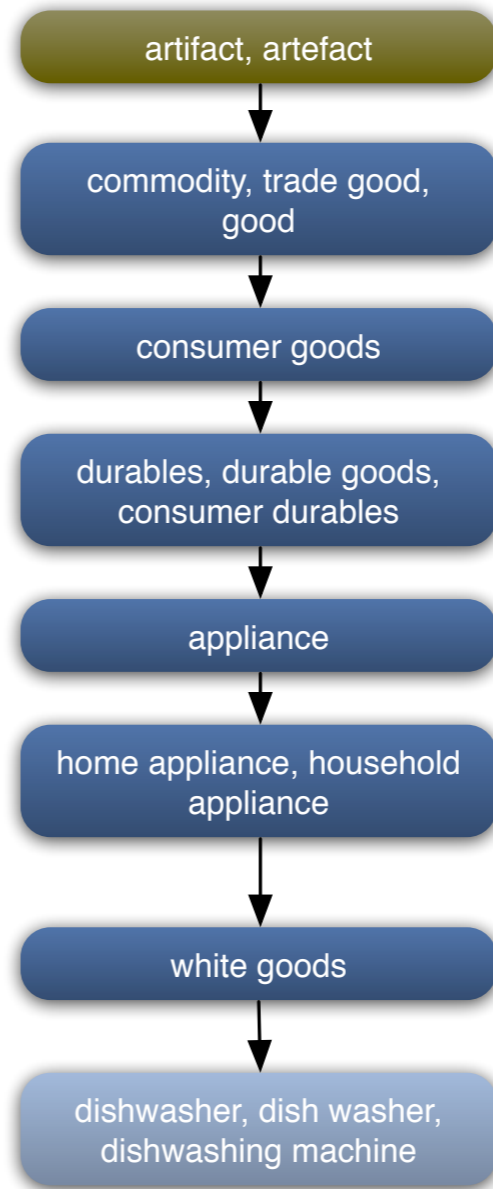 artifact, artefact
commodity, trade good,
good
consumer goods
durables, durable goods,
consumer durables
appliance
home appliance, household
appliance
white goods
dishwasher, dish washer,
dishwashing machine